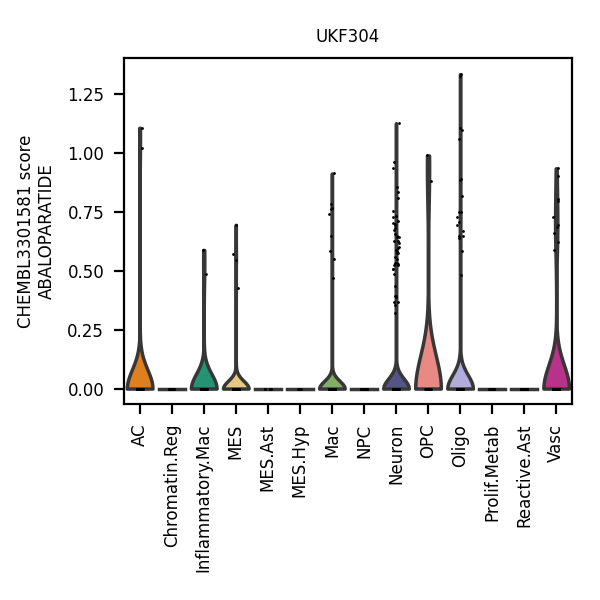 UKF304
CHEMBL3301581 score
ABALOPARATIDE
1.25
1.00
0.75
0.50
0.25
0.00
AC
Chromatin.Reg
Inflammatory.Mac
MES
MES.Ast
MES.Hyp
Mac
NPC
Neuron
OPC
Oligo
Prolif.Metab
Reactive.Ast
Vasc